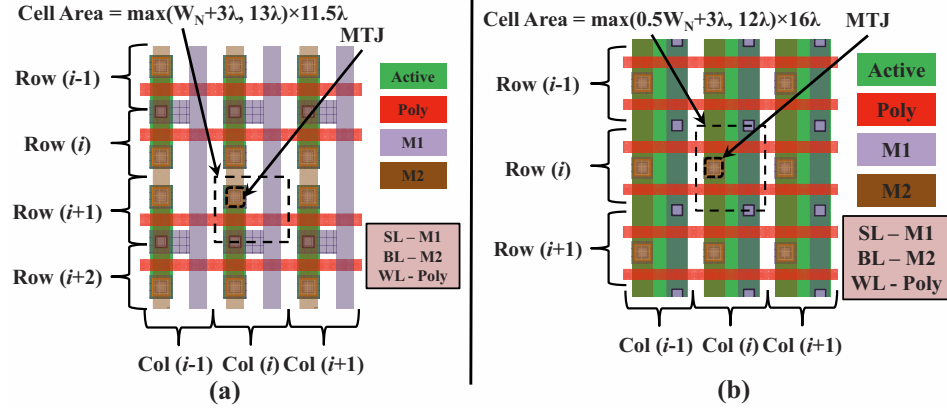 Cell Area = max(W_N+3λ, 13λ)×11.5λ
MTJ
Row (i-1)
Row (i)
Row (i+1)
Row (i+2)
Active
Poly
M1
M2
SL – M1
BL – M2
WL - Poly
Col (i-1) Col (i) Col (i+1)
(a)
Cell Area = max(0.5W_N+3λ, 12λ)×16λ
MTJ
Row (i-1)
Row (i)
Row (i+1)
Active
Poly
M1
M2
SL – M1
BL – M2
WL - Poly
Col (i-1) Col (i) Col (i+1)
(b)